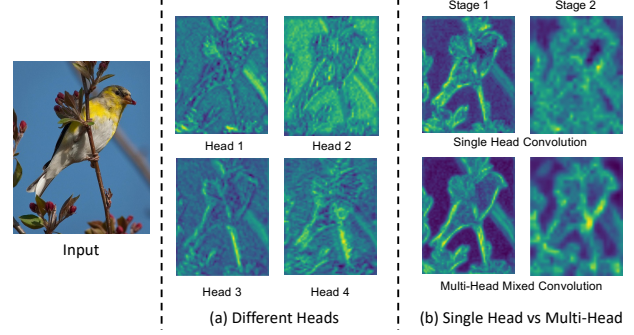 Stage 1
Stage 2
Head 1
Head 2
Single Head Convolution
Input
Head 3
Head 4
Multi-Head Mixed Convolution
(a) Different Heads
(b) Single Head vs Multi-Head